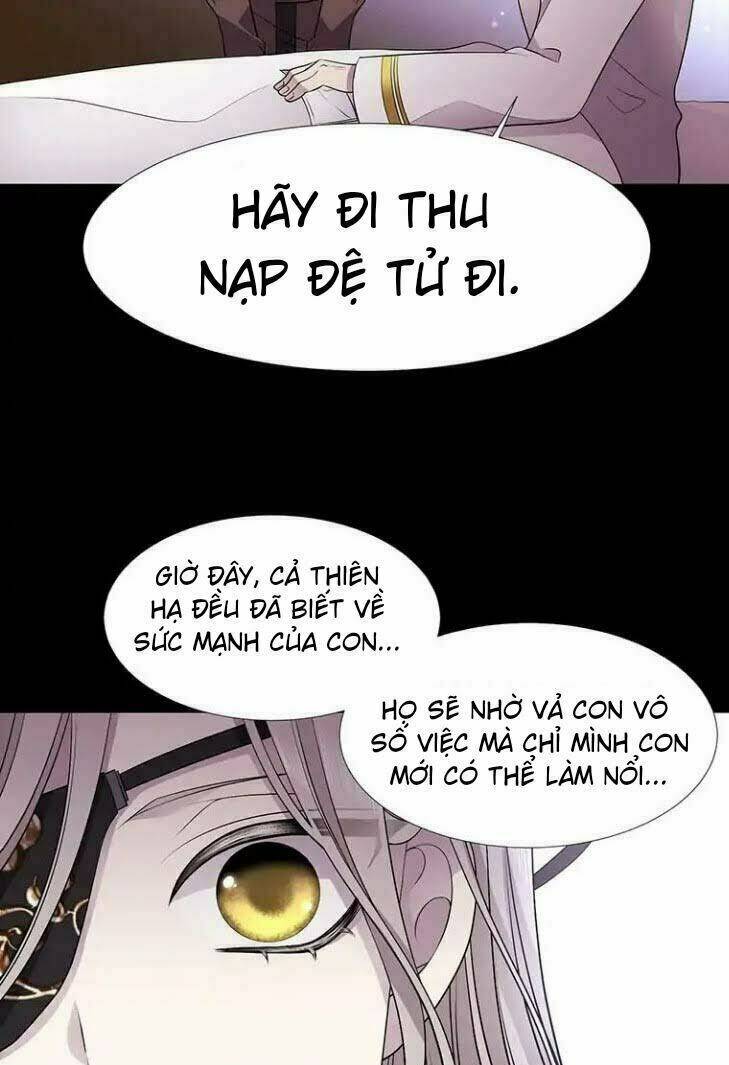 HÃY ĐI THU
NẠP ĐỆ TỬ ĐI.
GIỜ ĐÂY, CẢ THIÊN
HẠ ĐỀU ĐÃ BIẾT VỀ
SỨC MẠNH CỦA CON...
HỌ SẼ NHỜ VẢ CON VÔ
SỐ VIỆC MÀ CHỈ MÌNH CON
MỚI CÓ THỂ LÀM NỔI...